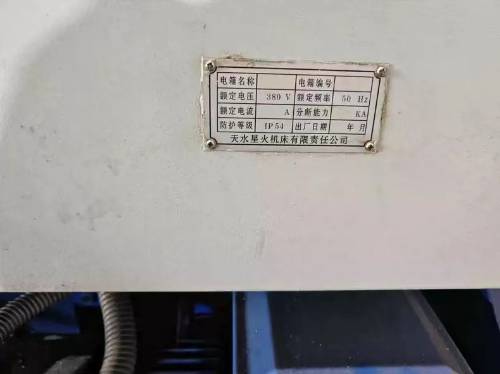 电箱名称 电箱编号
额定电压 380 V 额定频率 50 Hz
额定电流 A 分断能力 KA
防护等级 IP54 出厂日期 年 月
天水星火机床有限责任公司